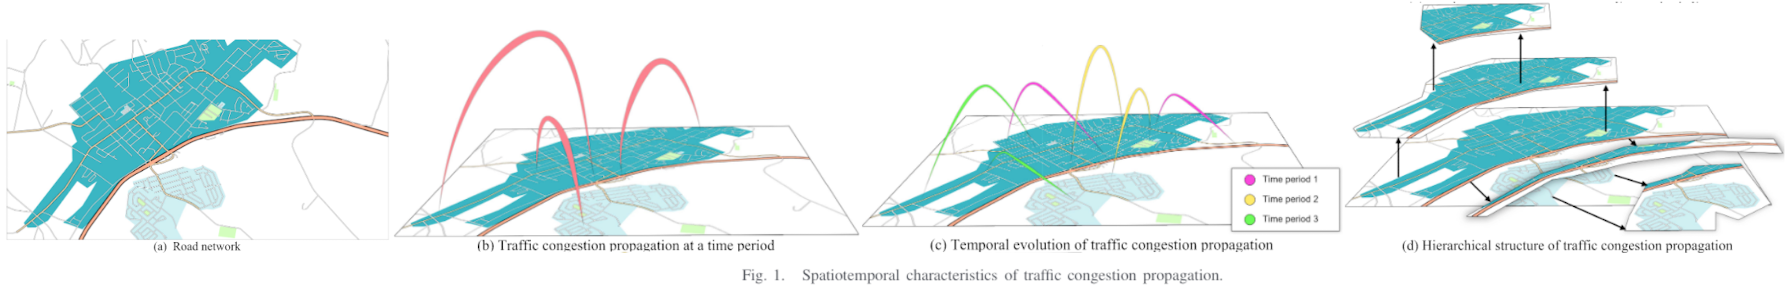 (a) Road network
(b) Traffic congestion propagation at a time period
Time period 1
Time period 2
Time period 3
(c) Temporal evolution of traffic congestion propagation
(d) Hierarchical structure of traffic congestion propagation
Fig. 1. Spatiotemporal characteristics of traffic congestion propagation.